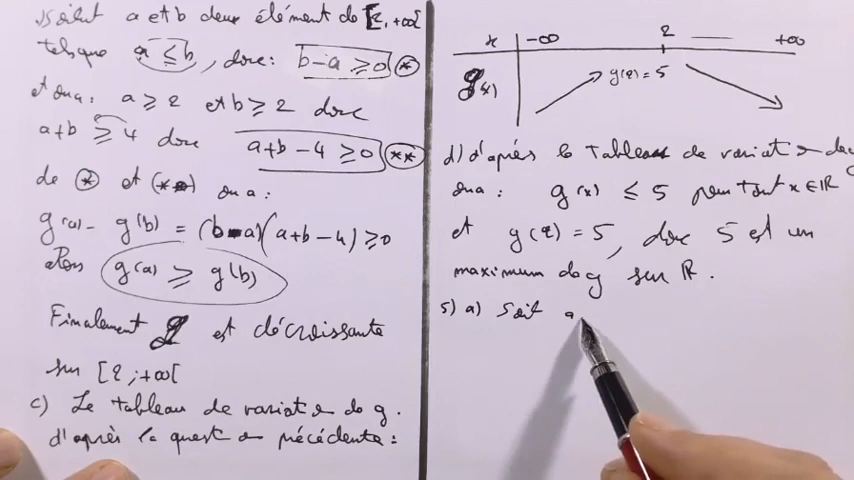 soient a et b deux élément de [2, +∞[
tels que a ≤ b, donc: b-a ≥ 0 (*)
et on a: a ≥ 2 et b ≥ 2 donc
a+b ≥ 4 donc a+b-4 ≥ 0 (**)
de (*) et (**) on a:
g(a) - g(b) = (b-a)(a+b-4) ≥ 0
alors g(a) ≥ g(b)
Finalement g est décroissante
sur [2; +∞[
c) Le tableau de variation de g.
d'après la question précédente:
x -∞ 2 +∞
g(x) g(2) = 5
d) d'après le tableau de variation de g
on a: g(x) ≤ 5 pour tout x ∈ ℝ
et g(2) = 5, donc 5 est un
maximum de g sur ℝ.
5) a) Soit a